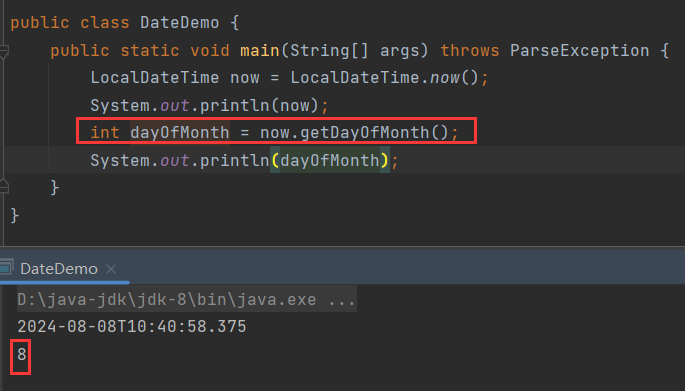 public class DateDemo {
public static void main(String[] args) throws ParseException {
LocalDateTime now = LocalDateTime.now();
System.out.println(now);
int dayOfMonth = now.getDayOfMonth();
System.out.println(dayOfMonth);
}
}
DateDemo ×
D:\java-jdk\jdk-8\bin\java.exe ...
2024-08-08T10:40:58.375
8